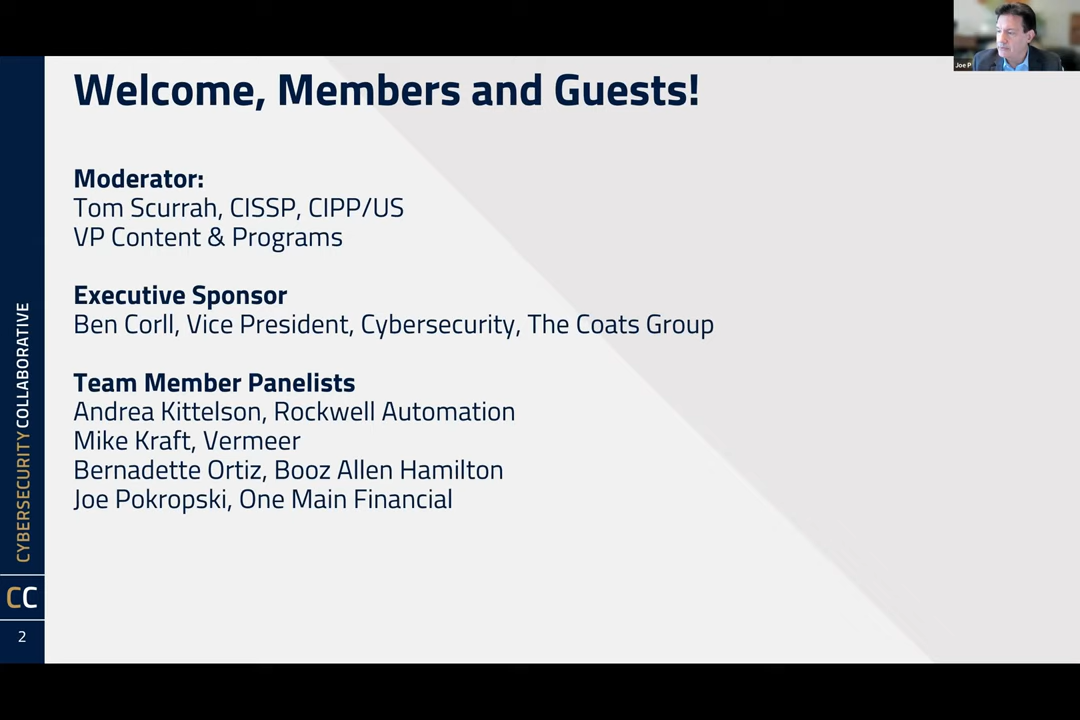 Welcome, Members and Guests!
Joe P
Moderator:
Tom Scurrah, CISSP, CIPP/US
VP Content & Programs
Executive Sponsor
Ben Corll, Vice President, Cybersecurity, The Coats Group
Team Member Panelists
Andrea Kittelson, Rockwell Automation
Mike Kraft, Vermeer
Bernadette Ortiz, Booz Allen Hamilton
Joe Pokropski, One Main Financial
CYBERSECURITY COLLABORATIVE
CC
2